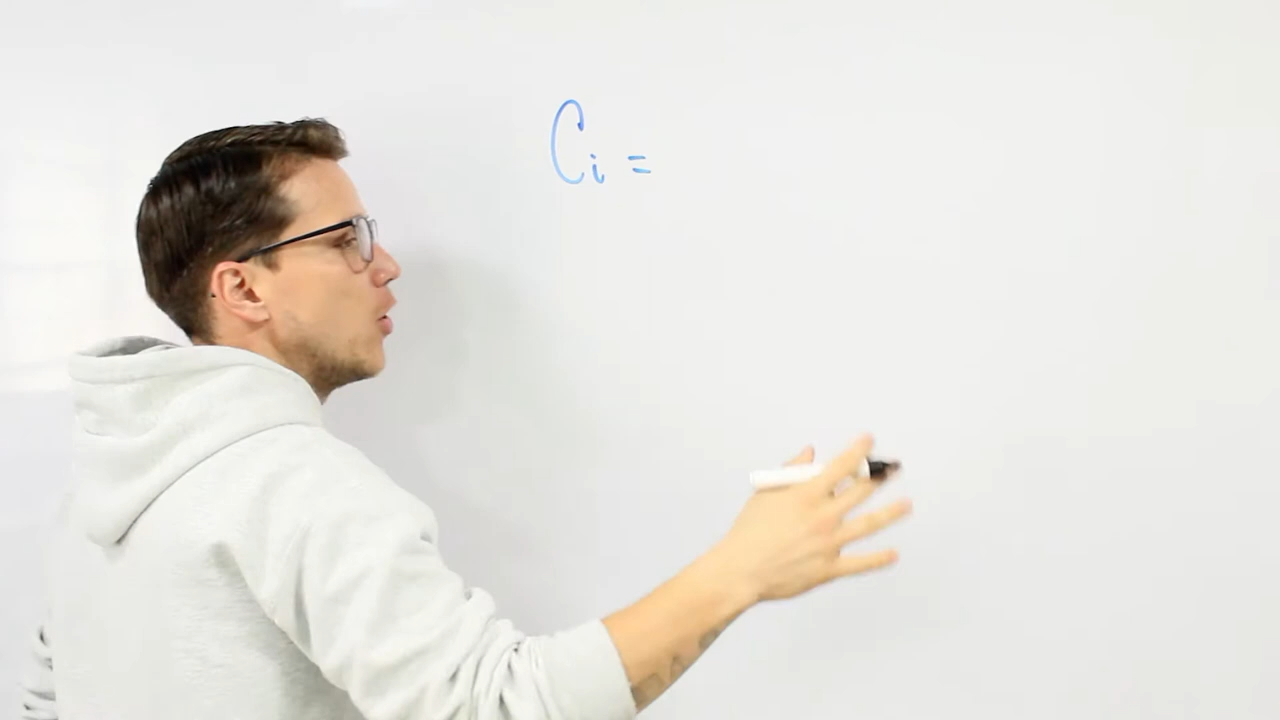 Ci =